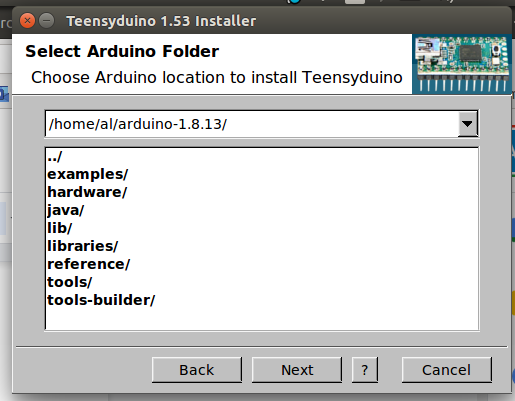 Teensyduino 1.53 Installer
Select Arduino Folder
Choose Arduino location to install Teensyduino
/home/al/arduino-1.8.13/
../
examples/
hardware/
java/
lib/
libraries/
reference/
tools/
tools-builder/
Back Next ? Cancel